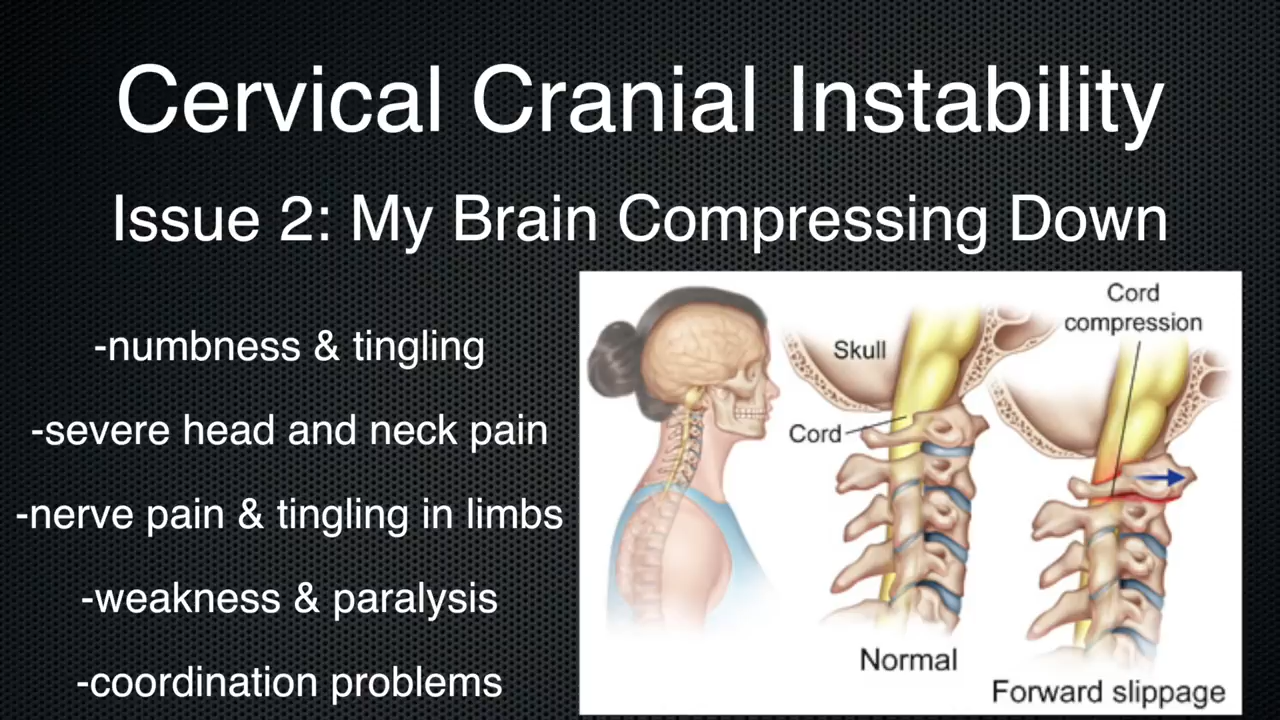 Cervical Cranial Instability
Issue 2: My Brain Compressing Down
-numbness & tingling
-severe head and neck pain
-nerve pain & tingling in limbs
-weakness & paralysis
-coordination problems
Skull
Cord
Normal
Cord
compression
Forward slippage